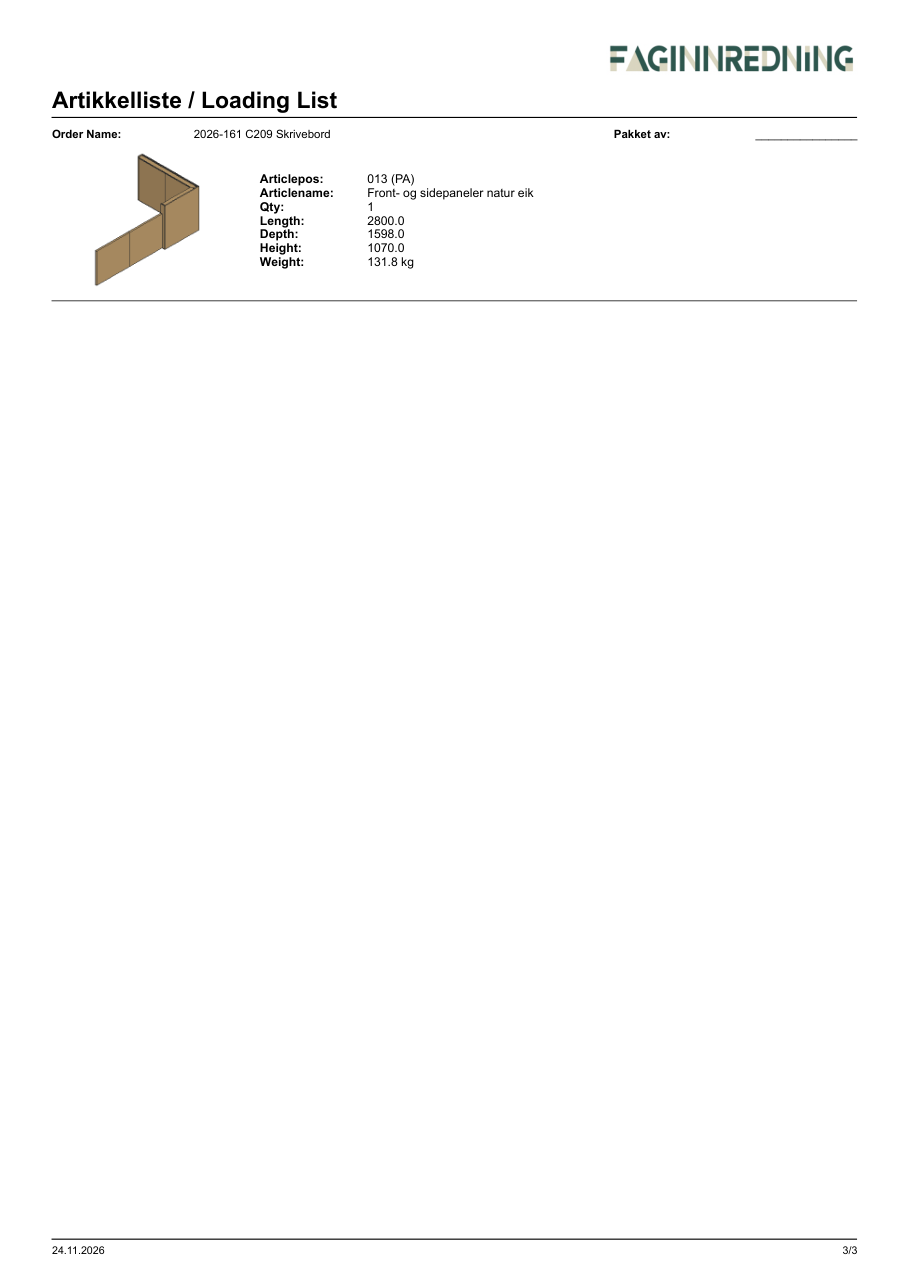 FAGINNREDNiNG
Artikkelliste / Loading List
Order Name: 2026-161 C209 Skrivebord Pakket av: ________________
Articlepos: 013 (PA)
Articlename: Front- og sidepaneler natur eik
Qty: 1
Length: 2800.0
Depth: 1598.0
Height: 1070.0
Weight: 131.8 kg
24.11.2026 3/3